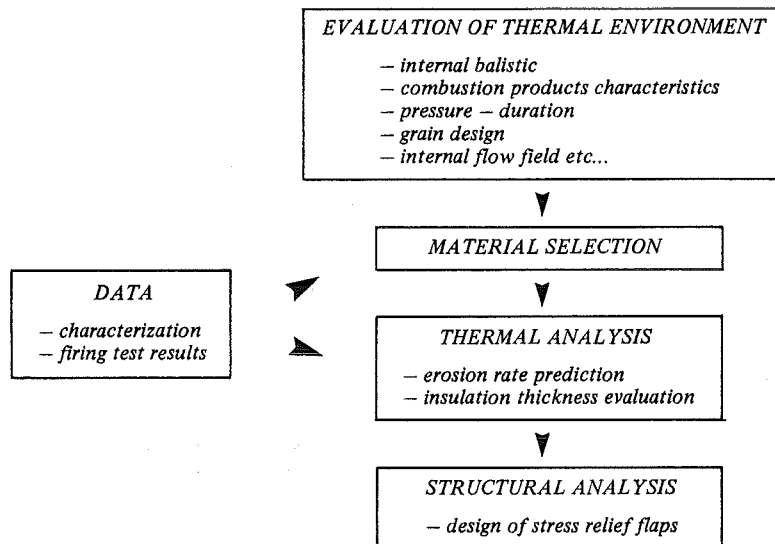 EVALUATION OF THERMAL ENVIRONMENT
– internal balistic
– combustion products characteristics
– pressure – duration
– grain design
– internal flow field etc...
MATERIAL SELECTION
DATA
– characterization
– firing test results
THERMAL ANALYSIS
– erosion rate prediction
– insulation thickness evaluation
STRUCTURAL ANALYSIS
– design of stress relief flaps